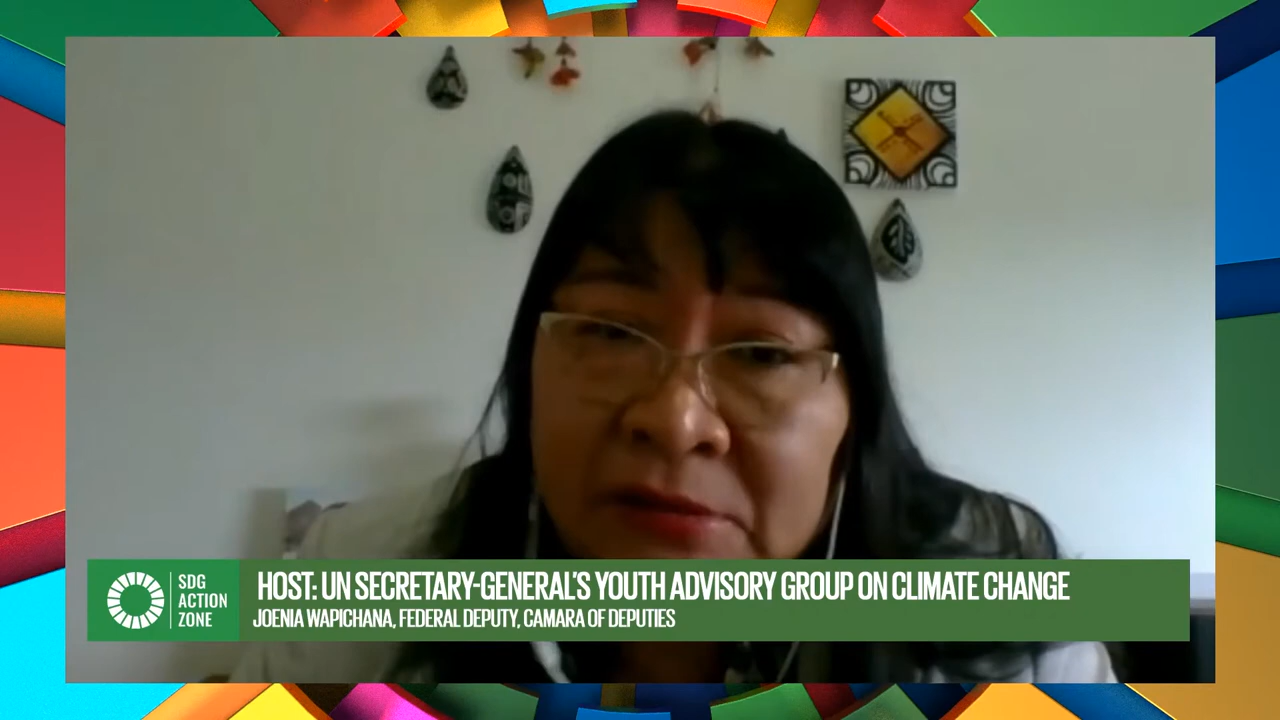 SDG
ACTION
ZONE
HOST: UN SECRETARY-GENERAL'S YOUTH ADVISORY GROUP ON CLIMATE CHANGE
JOENIA WAPICHANA, FEDERAL DEPUTY, CAMARA OF DEPUTIES